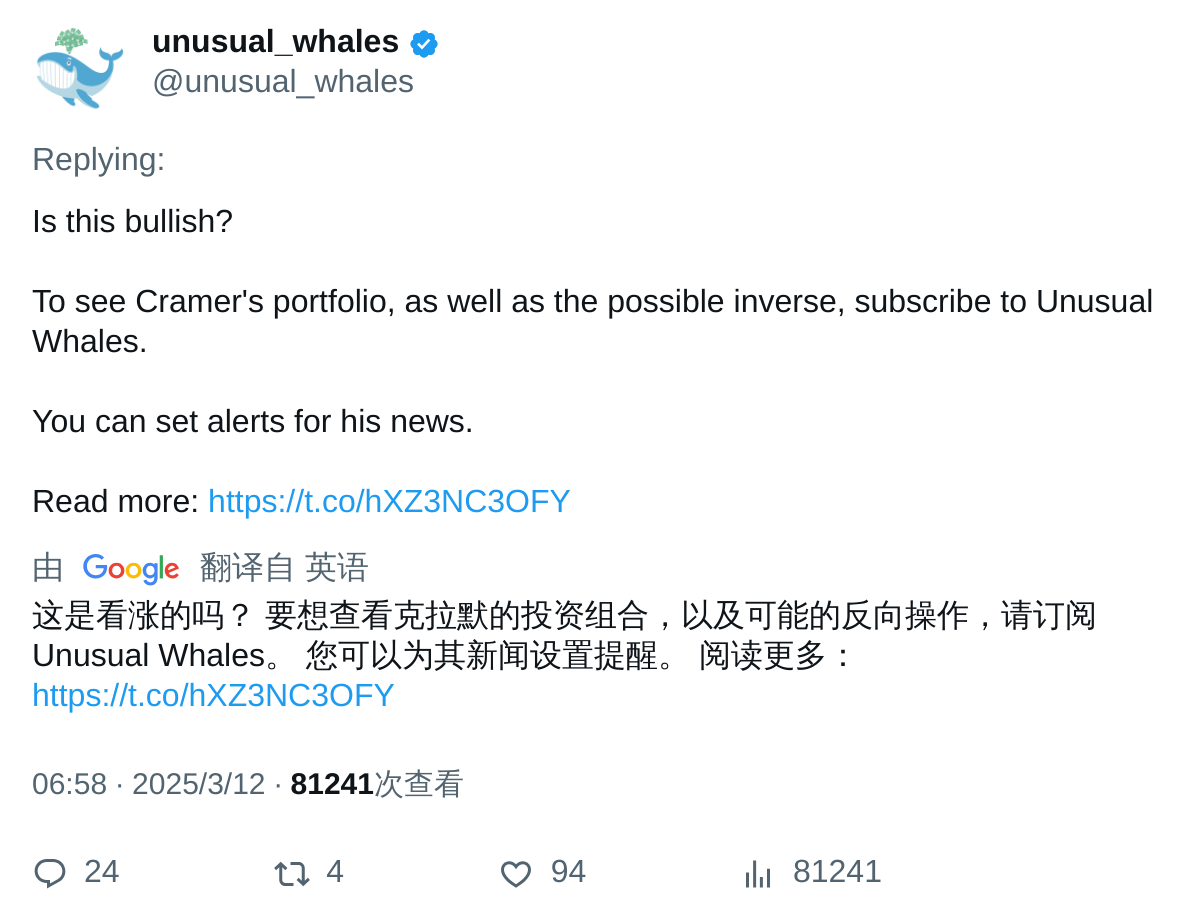 unusual_whales
@unusual_whales
Replying:
Is this bullish?
To see Cramer's portfolio, as well as the possible inverse, subscribe to Unusual
Whales.
You can set alerts for his news.
Read more: https://t.co/hXZ3NC3OFY
由 Google 翻译自 英语
这是看涨的吗？ 要想查看克拉默的投资组合，以及可能的反向操作，请订阅
Unusual Whales。 您可以为其新闻设置提醒。 阅读更多：
https://t.co/hXZ3NC3OFY
06:58 · 2025/3/12 · 81241次查看
24 4 94 81241